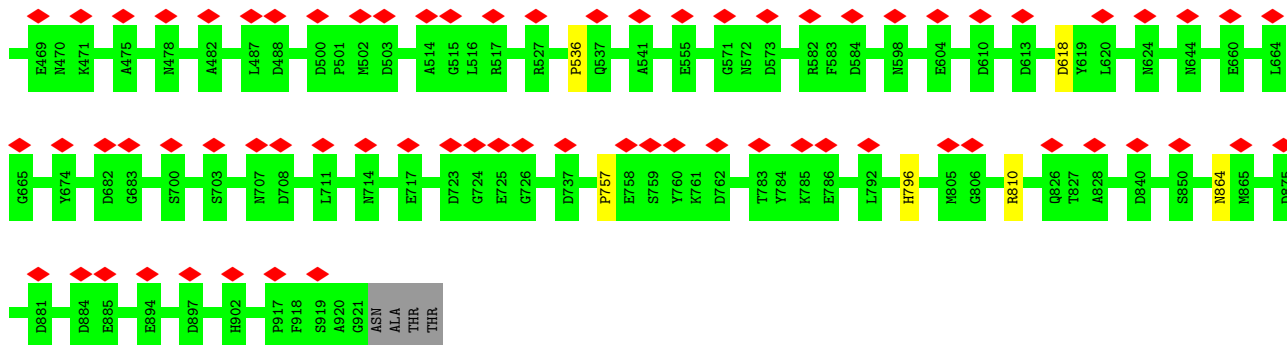 E469 N470 K471 A475 N478 A482 L487 D488 D500 P501 M502 D503 A514 G515 L516 R517 R527 P536 Q537 A541 E555 G571 N572 D573 R582 F583 D584 N598 E604 D610 D613 D618 Y619 L620 N624 N644 E660 L664
G665 Y674 D682 G683 S700 S703 N707 D708 L711 N714 E717 D723 G724 E725 G726 D737 P757 E758 S759 Y760 K761 D762 T783 Y784 K785 E786 L792 H796 M805 G806 R810 Q826 T827 A828 D840 S850 N864 M865
D881 D884 E885 E894 D897 H902 P917 F918 S919 A920 G921 ASN ALA THR THR